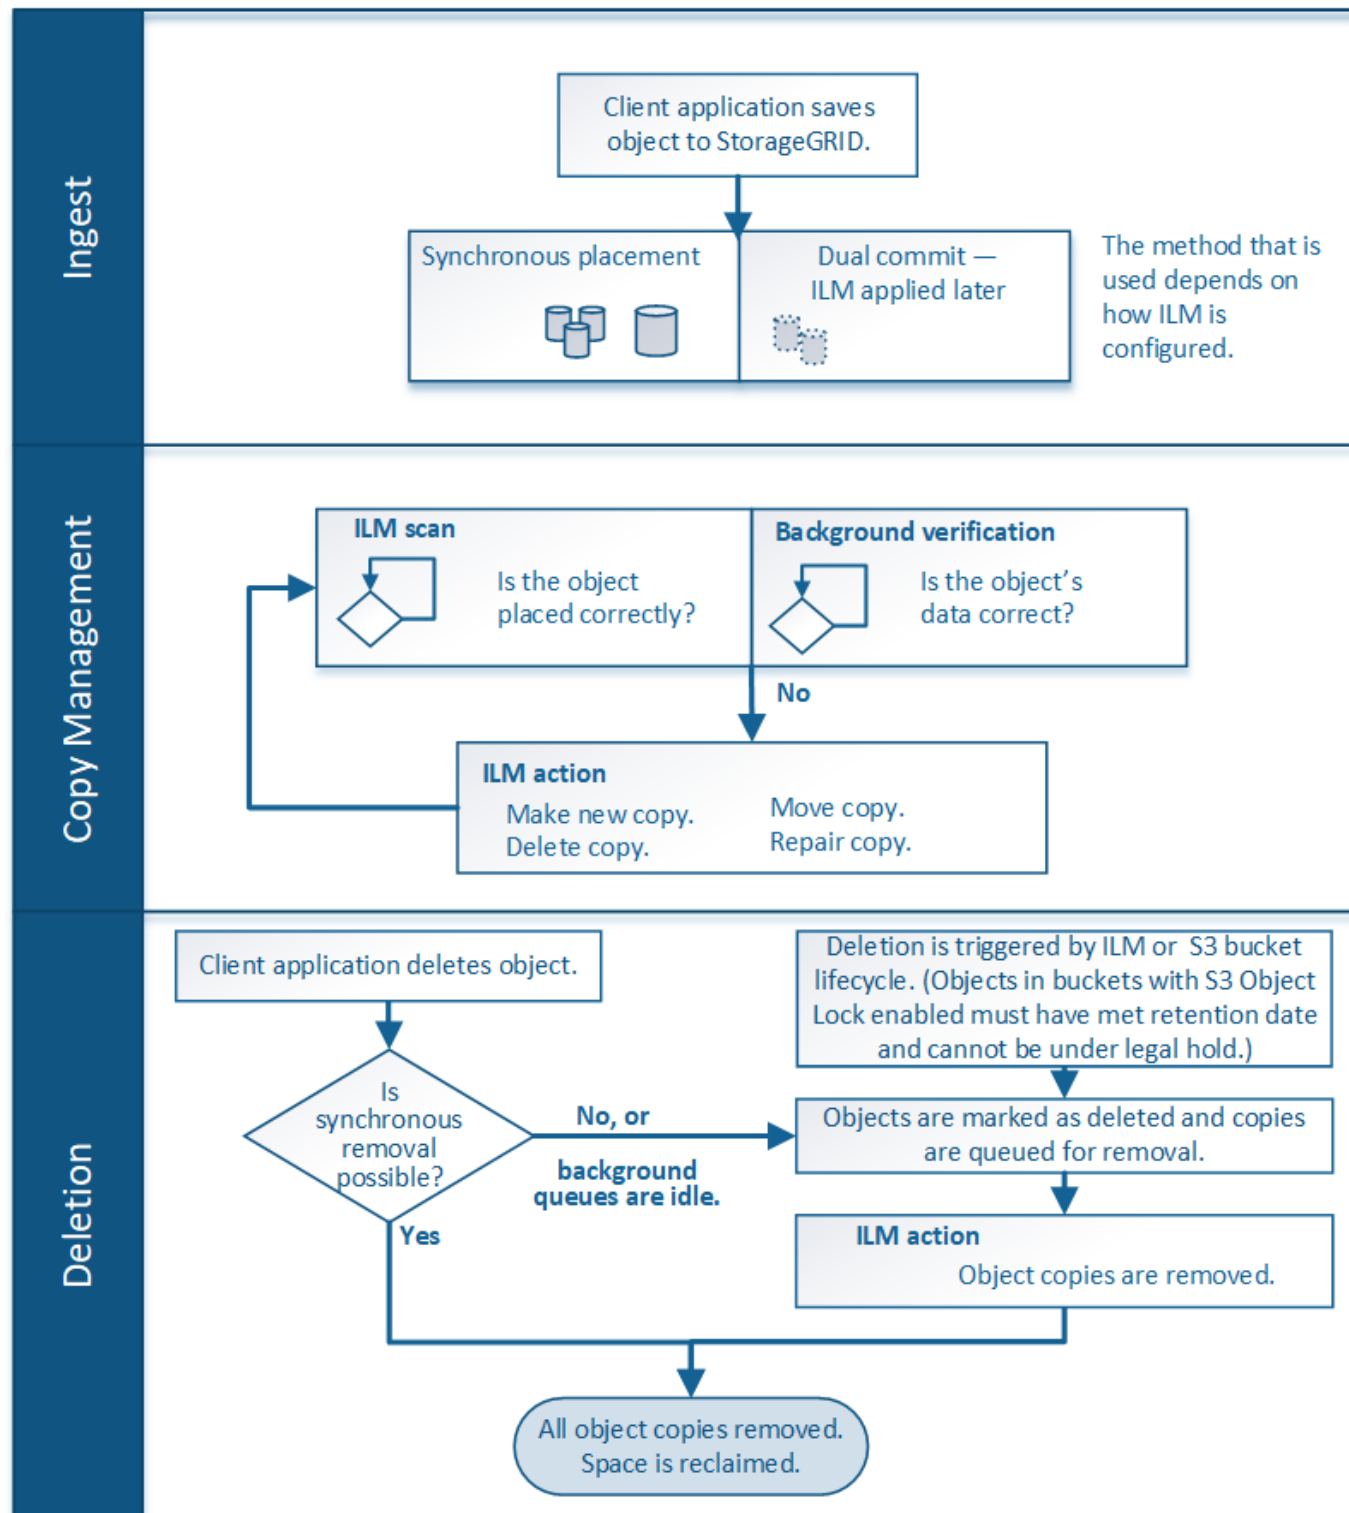 Ingest
Client application saves
object to StorageGRID.
Synchronous placement
Dual commit —
ILM applied later
The method that is
used depends on
how ILM is
configured.
Copy Management
ILM scan
Is the object
placed correctly?
Background verification
Is the object’s
data correct?
No
ILM action
Make new copy.
Delete copy.
Move copy.
Repair copy.
Deletion
Client application deletes object.
Is
synchronous
removal
possible?
No, or
background
queues are idle.
Yes
Deletion is triggered by ILM or S3 bucket
lifecycle. (Objects in buckets with S3 Object
Lock enabled must have met retention date
and cannot be under legal hold.)
Objects are marked as deleted and copies
are queued for removal.
ILM action
Object copies are removed.
All object copies removed.
Space is reclaimed.